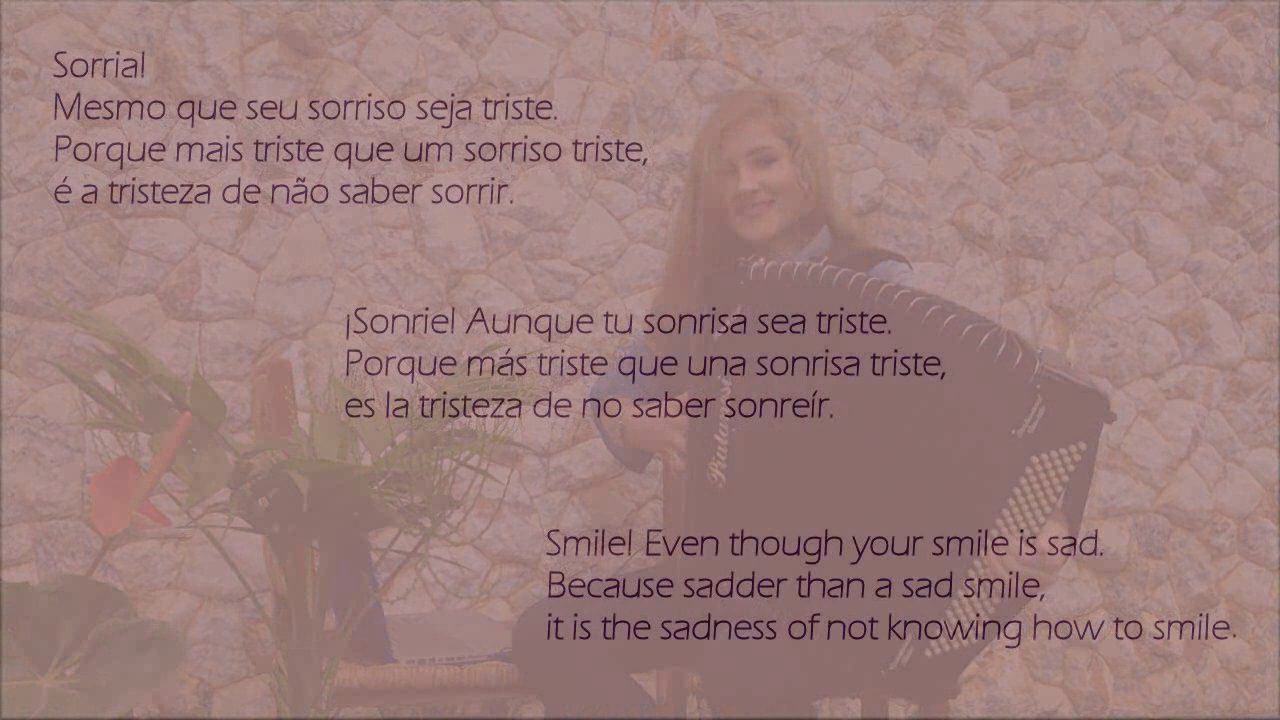 Sorria!
Mesmo que seu sorriso seja triste.
Porque mais triste que um sorriso triste,
é a tristeza de não saber sorrir.
¡Sonríe! Aunque tu sonrisa sea triste.
Porque más triste que una sonrisa triste,
es la tristeza de no saber sonreír.
Smile! Even though your smile is sad.
Because sadder than a sad smile,
it is the sadness of not knowing how to smile.